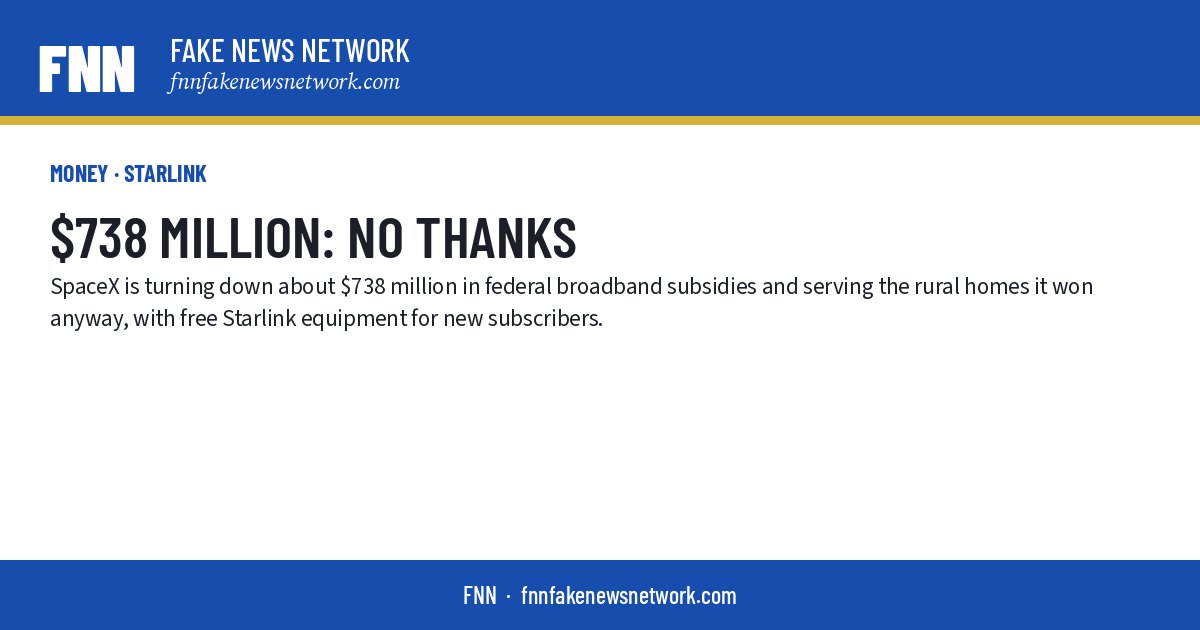 FNN
FAKE NEWS NETWORK
fnnfakenewsnetwork.com
MONEY · STARLINK
$738 MILLION: NO THANKS
SpaceX is turning down about $738 million in federal broadband subsidies and serving the rural homes it won
anyway, with free Starlink equipment for new subscribers.
FNN · fnnfakenewsnetwork.com